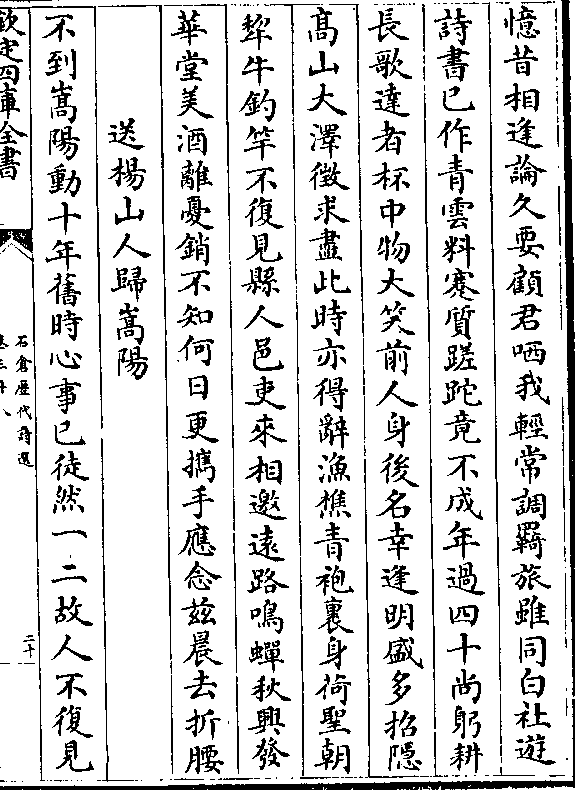 憶昔相逢論久要顧君哂我輕常調羇旅雖同白社遊
詩書已作青雲料蹇質蹉跎竟不成年過四十尚躬耕
長歌達者杯中物大笑前人身後名幸逢明盛多招隱
高山大澤徴求盡此時亦得辭漁樵青袍裹身荷聖朝
犂牛釣竿不復見縣人邑吏來相邀遠路鳴蟬秋興發
華堂美酒離憂銷不知何日更攜手應念兹晨去折腰
送楊山人歸嵩陽
不到嵩陽動十年舊時心事已徒然一二故人不復見
欽定四庫全書
石倉歷代詩選
卷三十八
二十